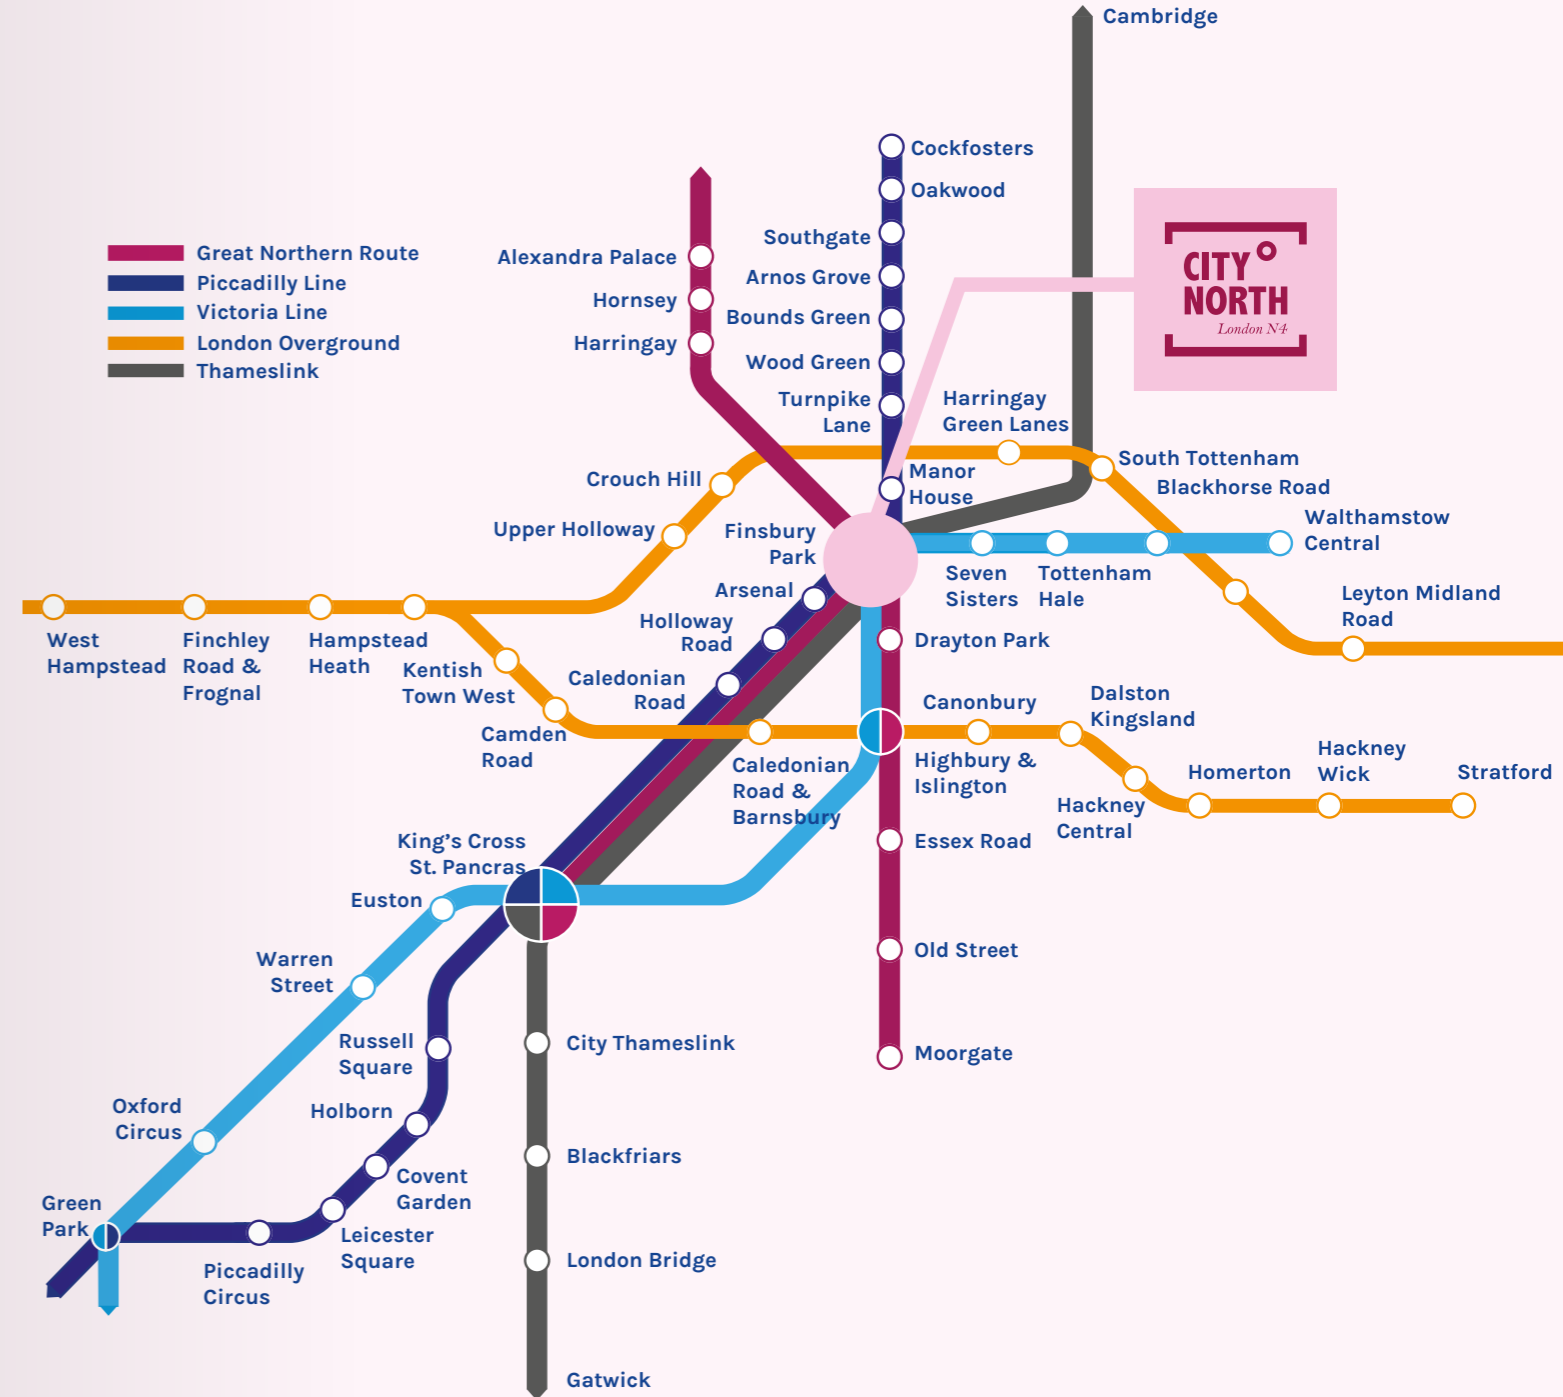 Cambridge
Cockfosters
Oakwood
Southgate
Arnos Grove
Bounds Green
Wood Green
Turnpike
Lane
Manor
House
Great Northern Route
Piccadilly Line
Victoria Line
London Overground
Thameslink
Alexandra Palace
Hornsey
Harringay
CITY
NORTH
London N4
Harringay
Green Lanes
South Tottenham
Blackhorse Road
Walthamstow
Central
Crouch Hill
Upper Holloway
Finsbury
Park
Seven
Sisters
Tottenham
Hale
Leyton Midland
Road
Arsenal
Holloway
Road
Caledonian
Road
Drayton Park
West
Hampstead
Finchley
Road &
Frognal
Hampstead
Heath
Kentish
Town West
Camden
Road
Caledonian
Road &
Barnsbury
Canonbury
Highbury &
Islington
Dalston
Kingsland
Hackney
Central
Homerton
Hackney
Wick
Stratford
King's Cross
St. Pancras
Essex Road
Old Street
Moorgate
Euston
Warren
Street
Oxford
Circus
Green
Park
Russell
Square
Holborn
Covent
Garden
Leicester
Square
Piccadilly
Circus
City Thameslink
Blackfriars
London Bridge
Gatwick